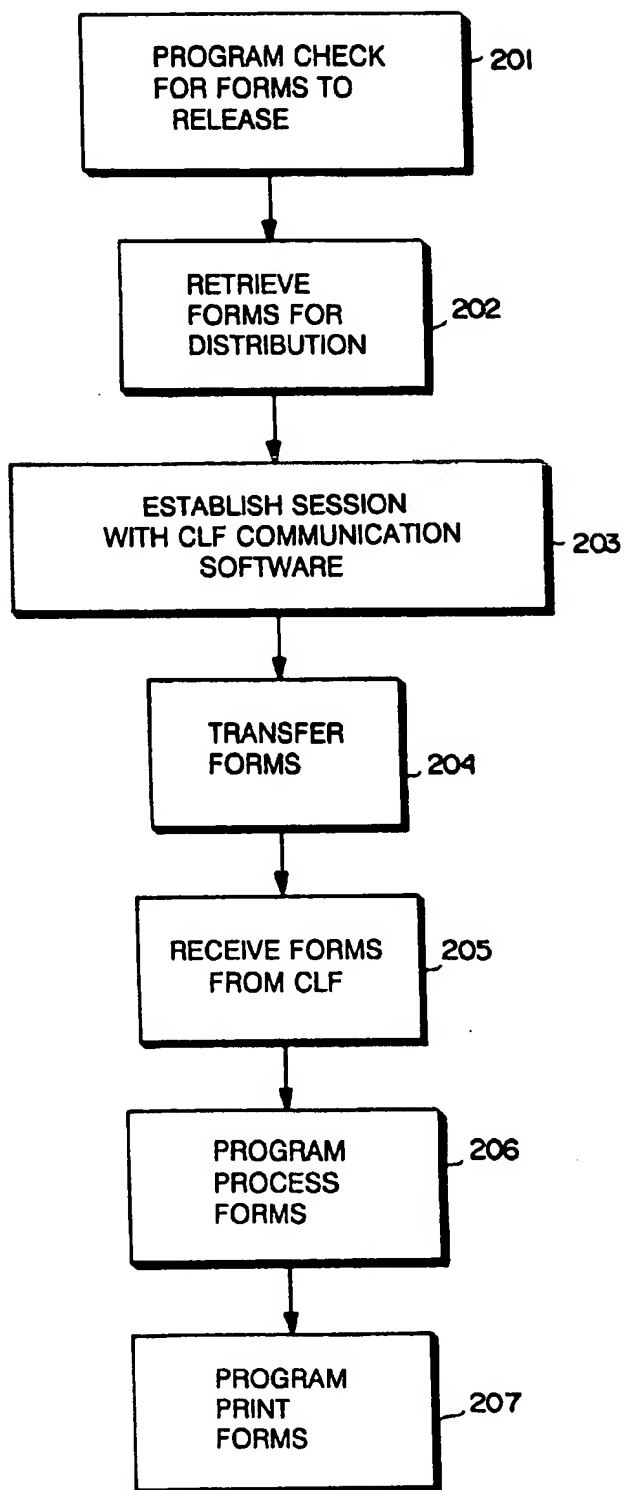 PROGRAM CHECK
FOR FORMS TO
RELEASE
201
RETRIEVE
FORMS FOR
DISTRIBUTION
202
ESTABLISH SESSION
WITH CLF COMMUNICATION
SOFTWARE
203
TRANSFER
FORMS
204
RECEIVE FORMS
FROM CLF
205
PROGRAM
PROCESS
FORMS
206
PROGRAM
PRINT
FORMS
207